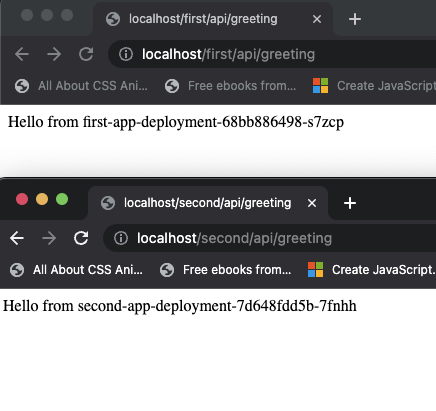 localhost/first/api/greeting
localhost/first/api/greeting
All About CSS Ani... Free ebooks from... Create JavaScript
Hello from first-app-deployment-68bb886498-s7zcp
localhost/second/api/greeting
localhost/second/api/greeting
All About CSS Ani... Free ebooks from... Create JavaScript.
Hello from second-app-deployment-7d648fdd5b-7fnhh